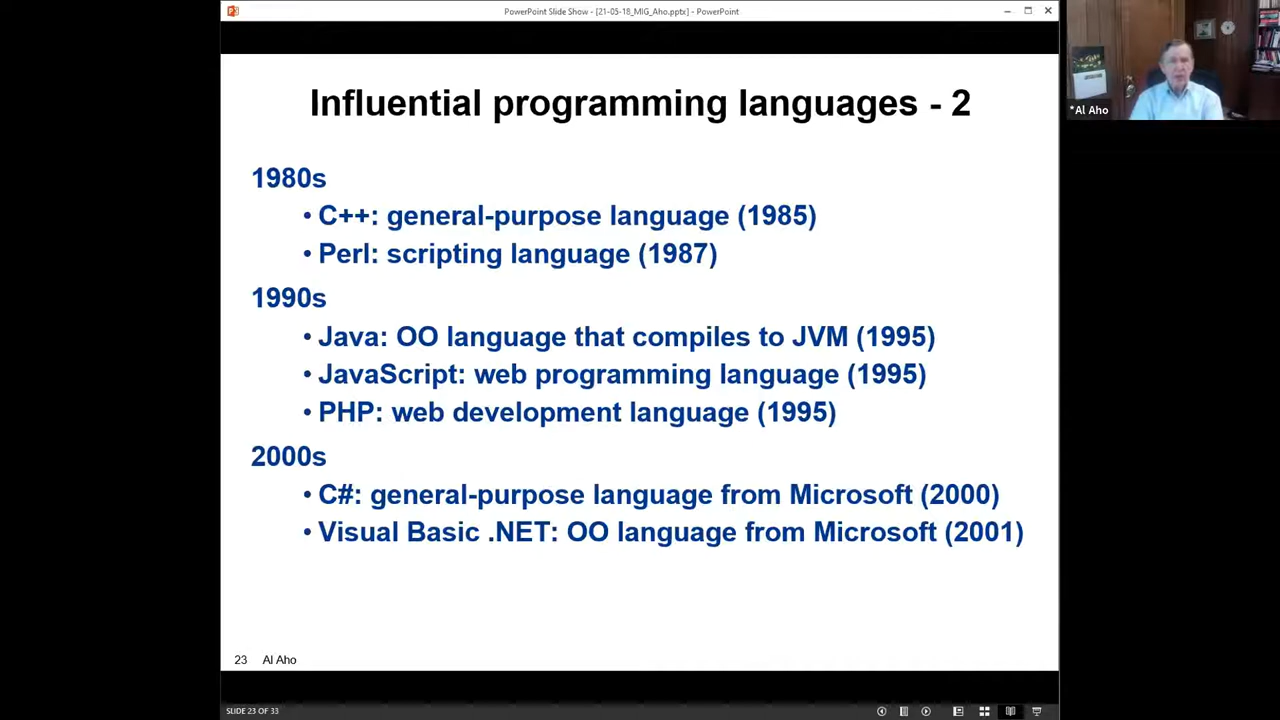 PowerPoint Slide Show - [21-05-18_MIG_Aho.pptx] - PowerPoint
*Al Aho
Influential programming languages - 2
1980s
• C++: general-purpose language (1985)
• Perl: scripting language (1987)
1990s
• Java: OO language that compiles to JVM (1995)
• JavaScript: web programming language (1995)
• PHP: web development language (1995)
2000s
• C#: general-purpose language from Microsoft (2000)
• Visual Basic .NET: OO language from Microsoft (2001)
23 Al Aho
SLIDE 23 OF 33